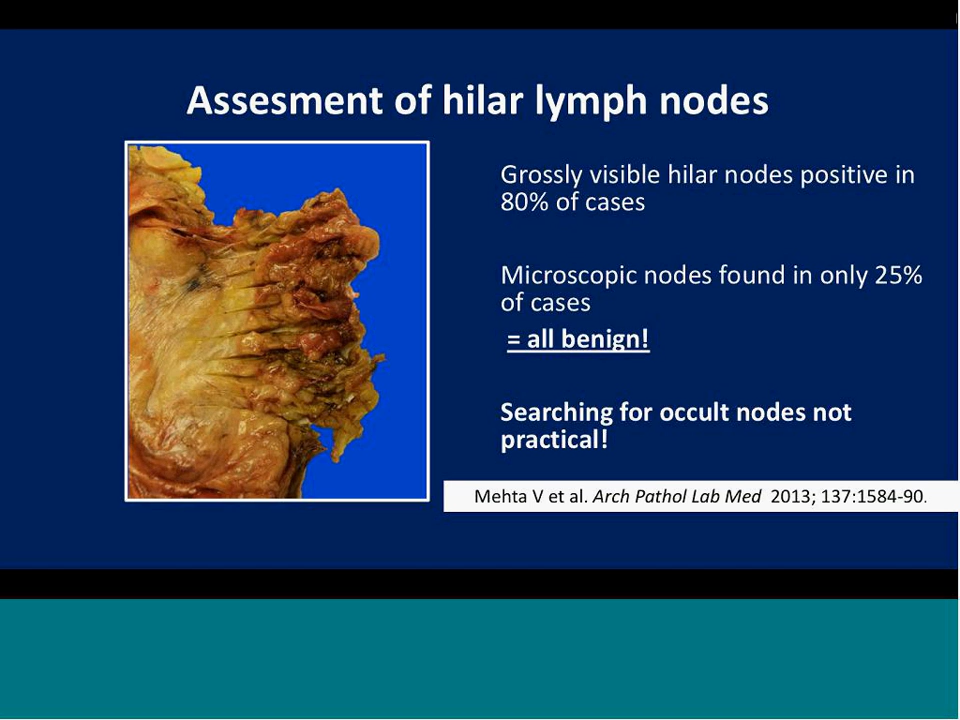 Assesment of hilar lymph nodes
Grossly visible hilar nodes positive in
80% of cases
Microscopic nodes found in only 25%
of cases
= all benign!
Searching for occult nodes not
practical!
Mehta V et al. Arch Pathol Lab Med 2013; 137:1584-90.